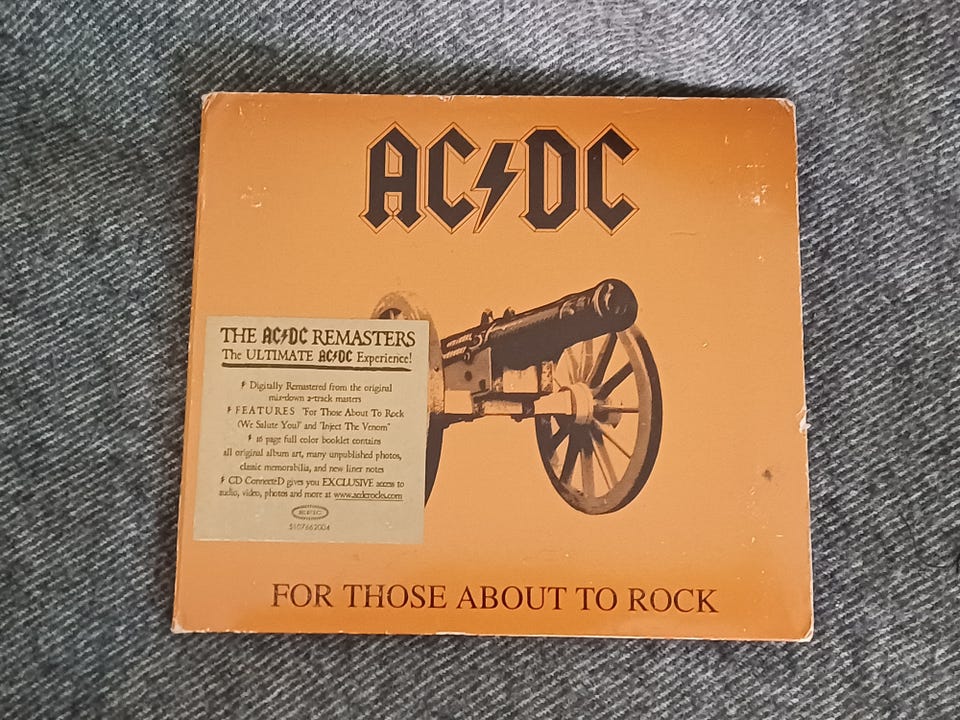 AC⚡DC
THE AC⚡DC REMASTERS
The ULTIMATE AC⚡DC Experience!
Digitally Remastered from the original
mix-down 2-track masters
FEATURES "For Those About To Rock
(We Salute You)" and "Inject The Venom"
16 page full color booklet contains
all original album art, many unpublished photos,
classic memorabilia, and new liner notes
CD ConnecteD gives you EXCLUSIVE access to
audio, video, photos and more at www.acdcrocks.com
EPIC
5107662004
FOR THOSE ABOUT TO ROCK